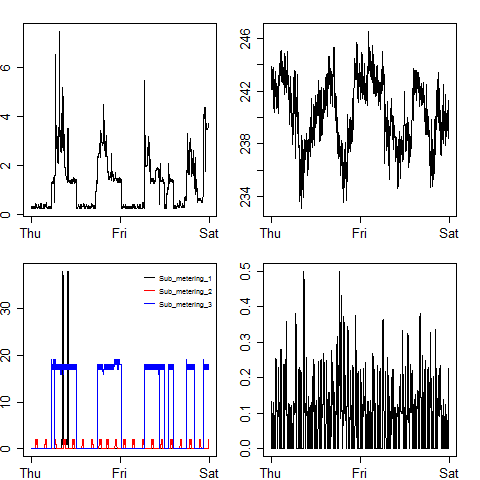 0 2 4 6
Thu Fri Sat
234 238 242 246
Thu Fri Sat
0 10 20 30
Sub_metering_1
Sub_metering_2
Sub_metering_3
Thu Fri Sat
0.0 0.1 0.2 0.3 0.4 0.5
Thu Fri Sat